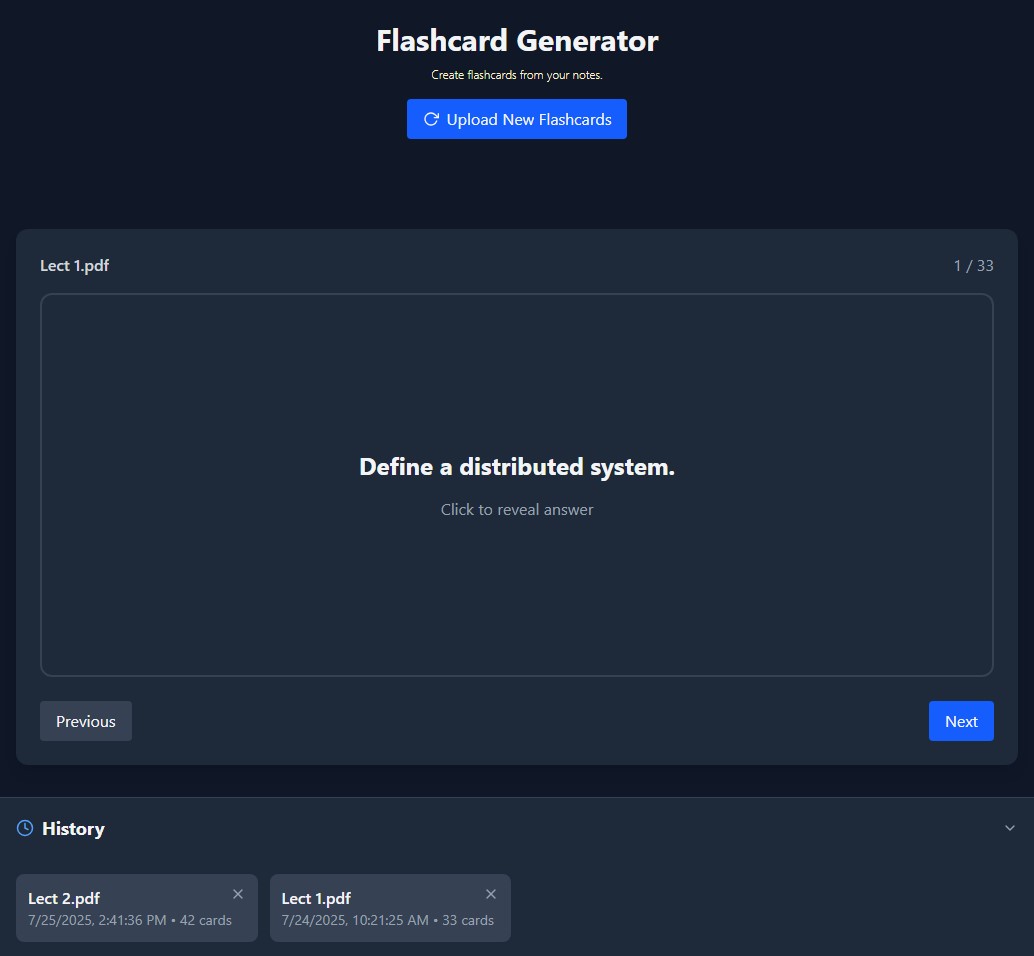 Flashcard Generator
Create flashcards from your notes.
Upload New Flashcards
Lect 1.pdf
1 / 33
Define a distributed system.
Click to reveal answer
Previous
Next
History
Lect 2.pdf
7/25/2025, 2:41:36 PM • 42 cards
Lect 1.pdf
7/24/2025, 10:21:25 AM • 33 cards